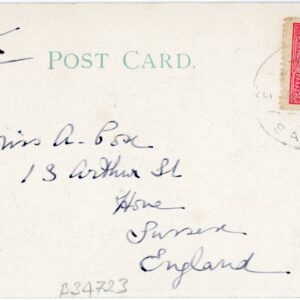 POST CARD.
Miss A. Cox
13 Arthur St
Hove
Sussex
England
B34723